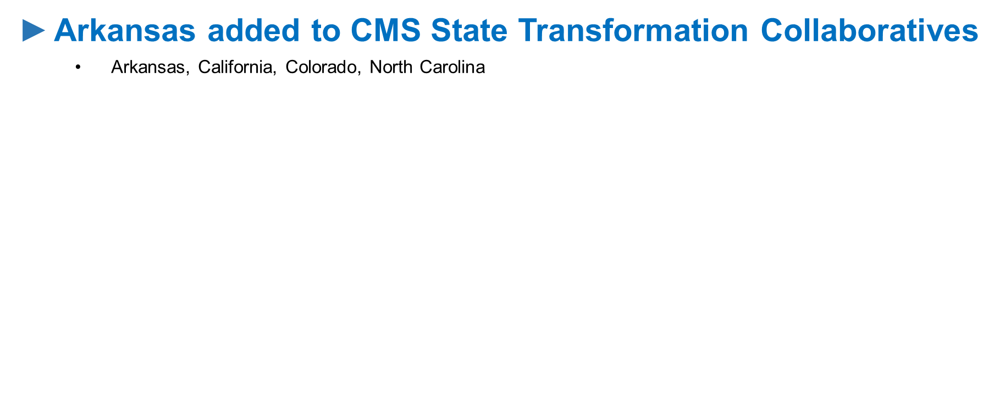 Arkansas added to CMS State Transformation Collaboratives
• Arkansas, California, Colorado, North Carolina